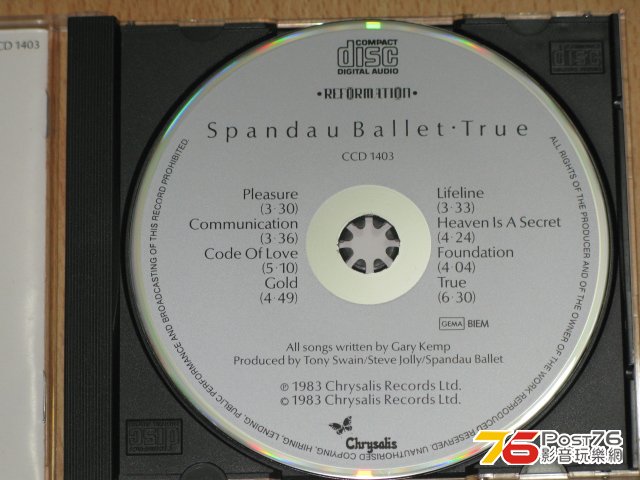 CD 1403
COMPACT
disc
DIGITAL AUDIO
•REFORMATION•
Spandau Ballet · True
CCD 1403
Pleasure
(3·30)
Communication
(3·36)
Code Of Love
(5·10)
Gold
(4·49)
Lifeline
(3·33)
Heaven Is A Secret
(4·24)
Foundation
(4·04)
True
(6·30)
GEMA BIEM
All songs written by Gary Kemp
Produced by Tony Swain/Steve Jolly/Spandau Ballet
℗ 1983 Chrysalis Records Ltd.
© 1983 Chrysalis Records Ltd.
Chrysalis
ALL RIGHTS OF THE PRODUCER AND OF THE OWNER OF THE WORK REPRODUCED RESERVED. UNAUTHORISED COPYING, HIRING, LENDING, PUBLIC PERFORMANCE AND BROADCASTING OF THIS RECORD PROHIBITED.
disc
disc
76 Post76
影音玩樂網